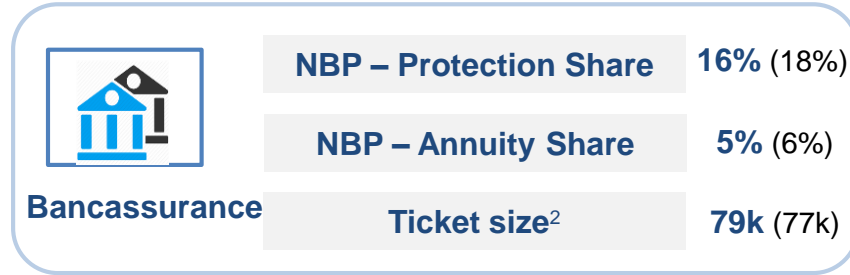 NBP – Protection Share 16% (18%)
NBP – Annuity Share 5% (6%)
Bancassurance
Ticket size2 79k (77k)